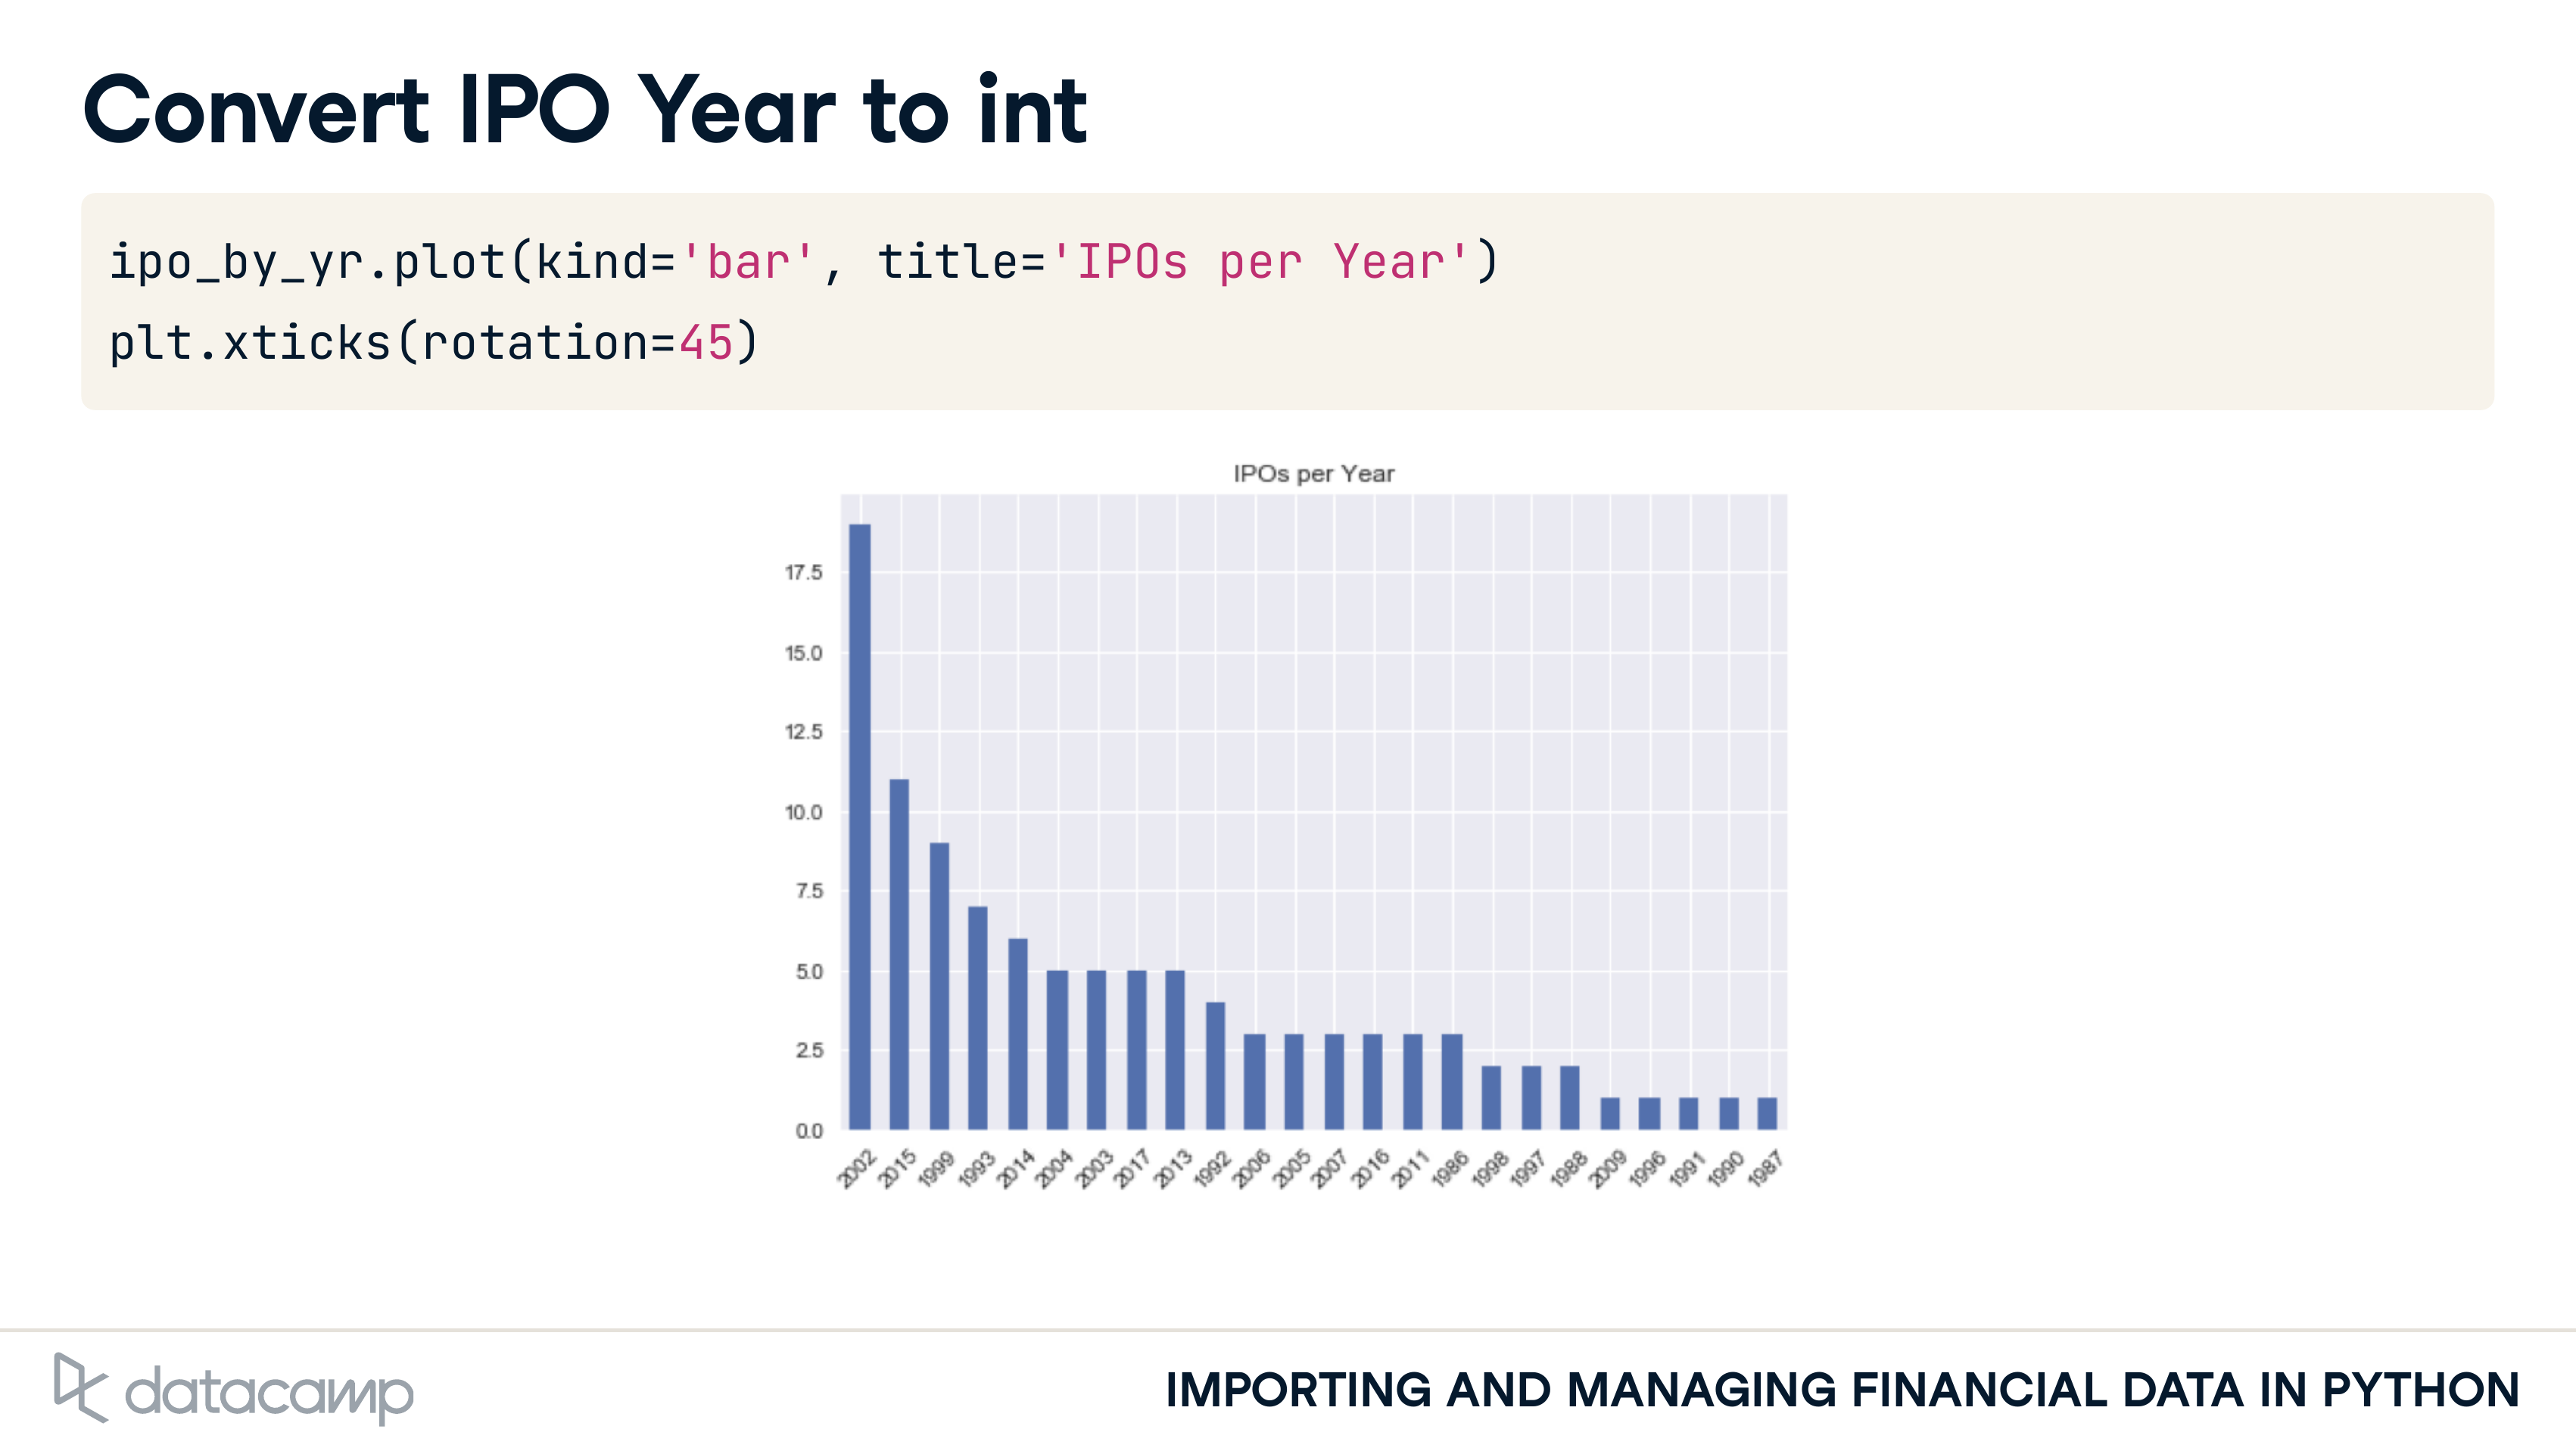 Convert IPO Year to int
ipo_by_yr.plot(kind='bar', title='IPOs per Year')
plt.xticks(rotation=45)
IPOs per Year
17.5
15.0
12.5
10.0
7.5
5.0
2.5
0.0
2002 2015 1999 1993 2014 2004 2003 2017 2013 1992 2006 2005 2007 2016 2011 1986 1998 1997 1988 2009 1996 1991 1990 1987
datacamp
IMPORTING AND MANAGING FINANCIAL DATA IN PYTHON